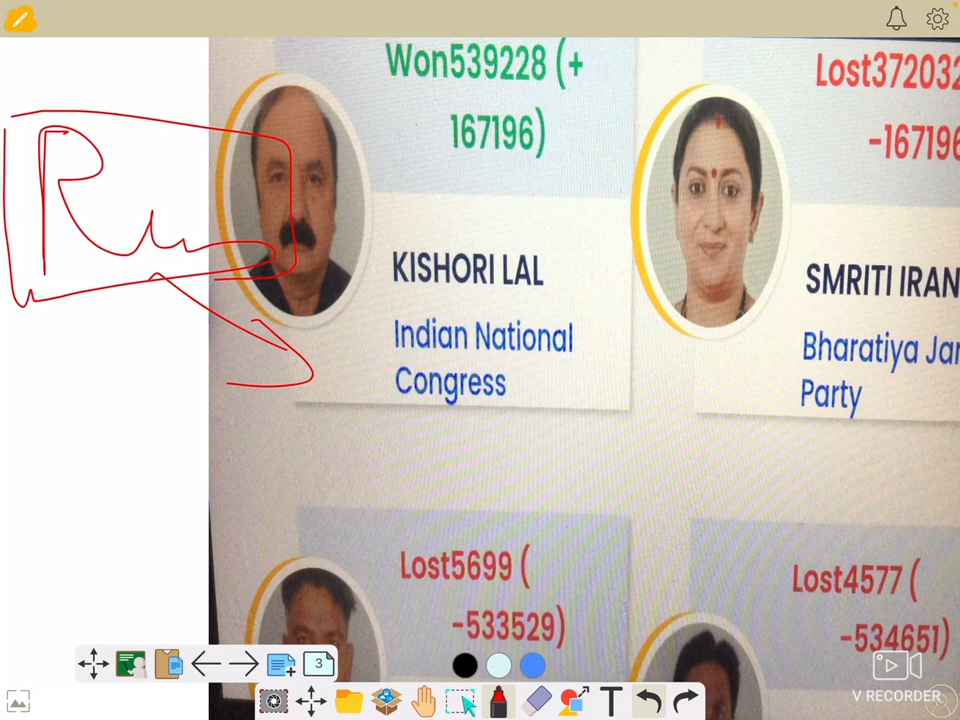 Won539228 (+
167196)
KISHORI LAL
Indian National
Congress
Lost372032
-167196
SMRITI IRAN
Bharatiya Jan
Party
Lost5699 (
-533529)
Lost4577 (
-534651)
3
T
V RECORDER